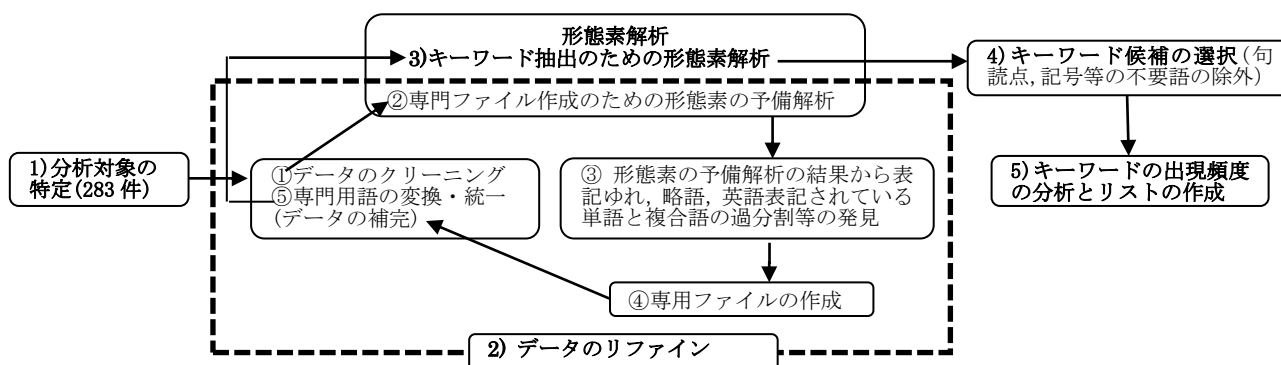 形態素解析
3)キーワード抽出のための形態素解析
②専門ファイル作成のための形態素の予備解析
4)キーワード候補の選択(句
読点,記号等の不要語の除外)
1)分析対象の
特定(283 件)
①データのクリーニング
⑤専門用語の変換・統一
(データの補完)
③ 形態素の予備解析の結果から表
記ゆれ, 略語, 英語表記されている
単語と複合語の過分割等の発見
5)キーワードの出現頻度
の分析とリストの作成
④専用ファイルの作成
2) データのリファイン